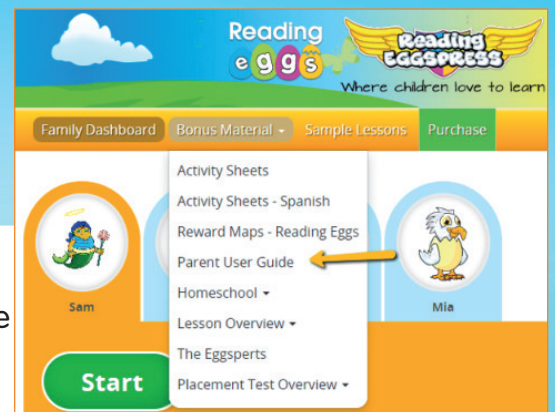 Reading eggs
Reading EGGSPRESS
Where children love to learn
Family Dashboard Bonus Material Sample Lessons Purchase
Activity Sheets
Activity Sheets - Spanish
Reward Maps - Reading Eggs
Parent User Guide
Homeschool
Lesson Overview
The Eggsperts
Placement Test Overview
Sam
Mia
e
Start